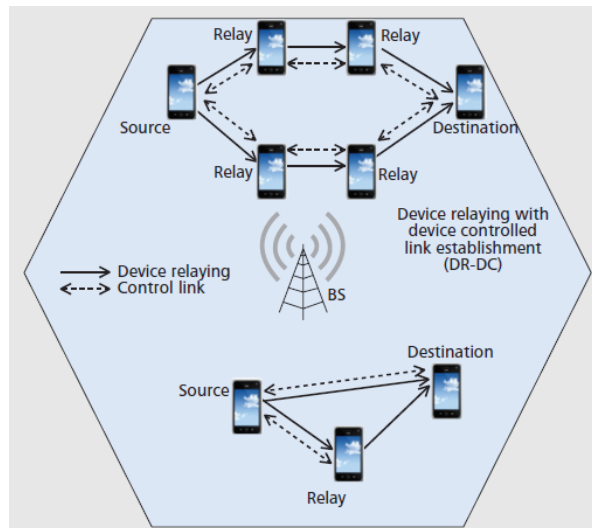 Relay
Relay
Source
Destination
Relay
Relay
Device relaying with
device controlled
link establishment
(DR-DC)
Device relaying
Control link
BS
Destination
Source
Relay